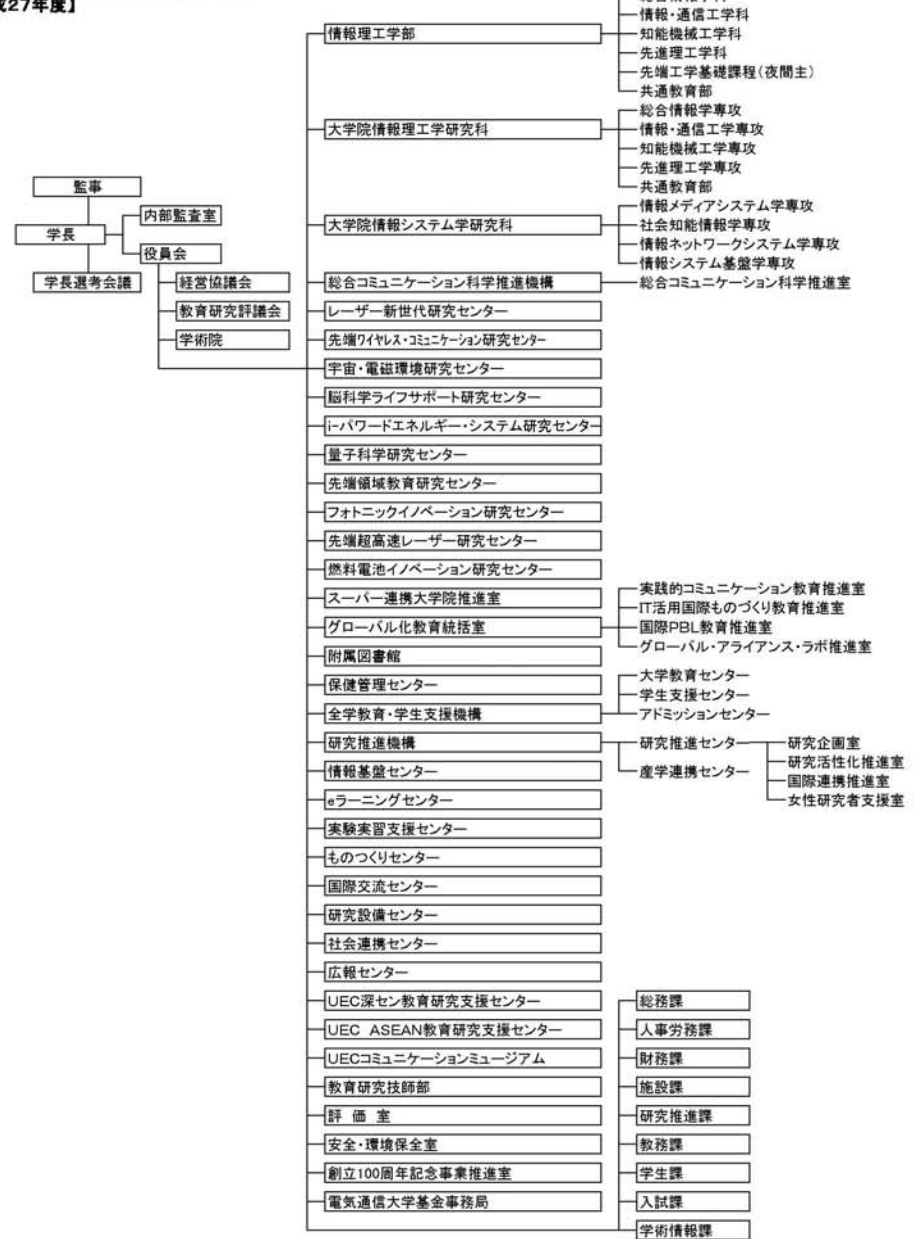 成27年度】
情報・通信工学科
情報理工学部
知能機械工学科
先進理工学科
先端工学基礎課程(夜間主)
共通教育部
総合情報学専攻
大学院情報理工学研究科
情報・通信工学専攻
知能機械工学専攻
先進理工学専攻
共通教育部
監事
内部監査室
学長
役員会
学長選考会議
経営協議会
教育研究評議会
学術院
情報メディアシステム学専攻
大学院情報システム学研究科
社会知能情報学専攻
情報ネットワークシステム学専攻
情報システム基盤学専攻
総合コミュニケーション科学推進機構
総合コミュニケーション科学推進室
レーザー新世代研究センター
先端ワイヤレス・コミュニケーション研究センター
宇宙・電磁環境研究センター
脳科学ライフサポート研究センター
i-パワードエネルギー・システム研究センター
量子科学研究センター
先端領域教育研究センター
フォトニックイノベーション研究センター
先端超高速レーザー研究センター
燃料電池イノベーション研究センター
スーパー連携大学院推進室
実践的コミュニケーション教育推進室
IT活用国際ものづくり教育推進室
グローバル化教育統括室
国際PBL教育推進室
グローバル・アライアンス・ラボ推進室
附属図書館
保健管理センター
大学教育センター
学生支援センター
全学教育・学生支援機構
アドミッションセンター
研究推進機構
研究推進センター
研究企画室
研究活性化推進室
情報基盤センター
産学連携センター
国際連携推進室
女性研究者支援室
eラーニングセンター
実験実習支援センター
ものつくりセンター
国際交流センター
研究設備センター
社会連携センター
広報センター
UEC深セン教育研究支援センター
総務課
UEC ASEAN教育研究支援センター
人事労務課
UECコミュニケーションミュージアム
財務課
教育研究技師部
施設課
評 価 室
研究推進課
安全・環境保全室
教務課
創立100周年記念事業推進室
学生課
電気通信大学基金事務局
入試課
学術情報課